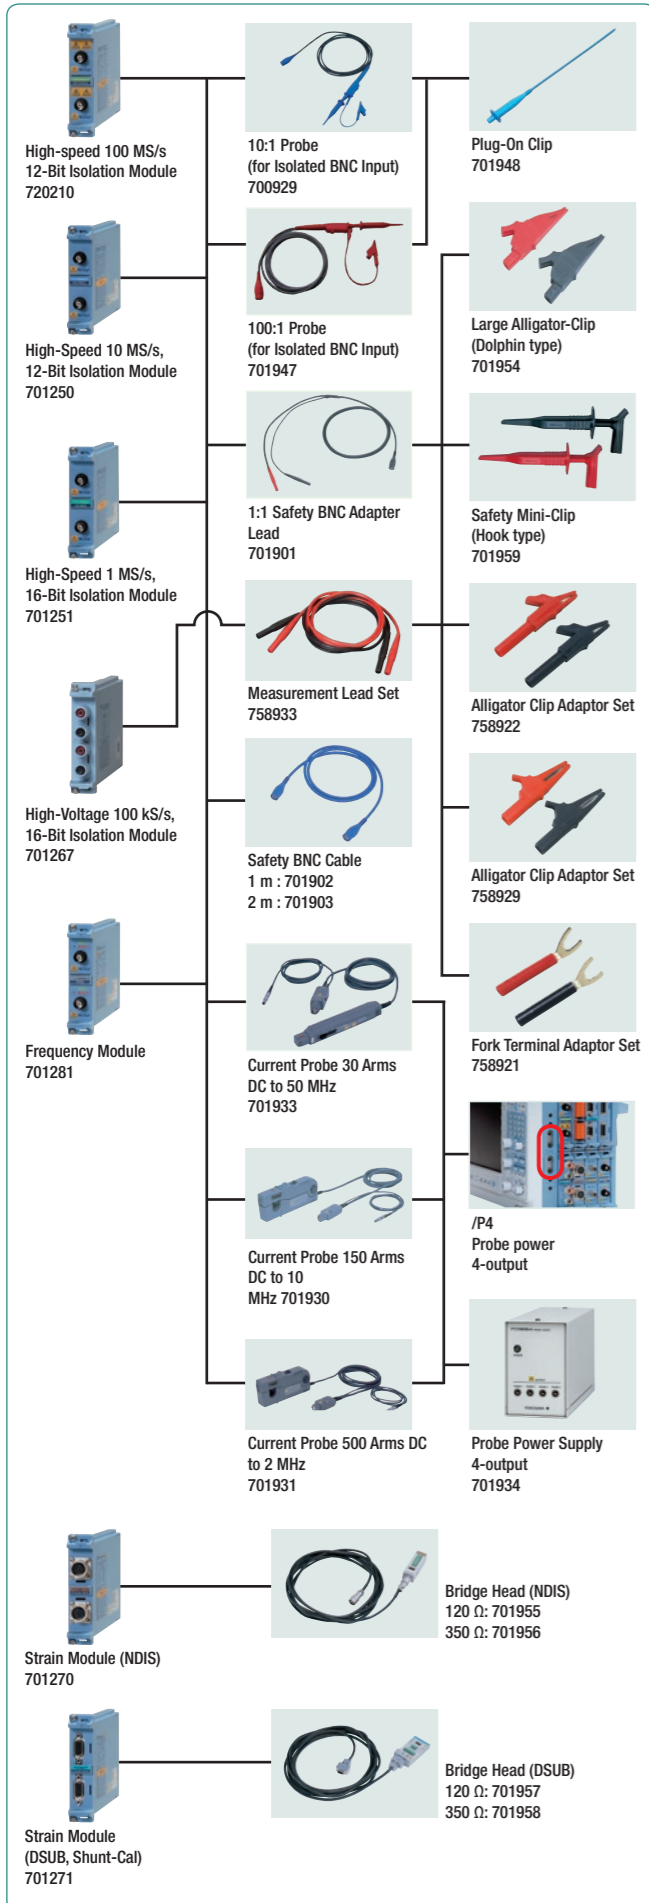 High-speed 100 MS/s
12-Bit Isolation Module
720210
10:1 Probe
(for Isolated BNC Input)
700929
Plug-On Clip
701948
High-Speed 10 MS/s,
12-Bit Isolation Module
701250
100:1 Probe
(for Isolated BNC Input)
701947
Large Alligator-Clip
(Dolphin type)
701954
High-Speed 1 MS/s,
16-Bit Isolation Module
701251
1:1 Safety BNC Adapter
Lead
701901
Safety Mini-Clip
(Hook type)
701959
High-Voltage 100 kS/s,
16-Bit Isolation Module
701267
Measurement Lead Set
758933
Alligator Clip Adaptor Set
758922
Safety BNC Cable
1 m : 701902
2 m : 701903
Alligator Clip Adaptor Set
758929
Frequency Module
701281
Current Probe 30 Arms
DC to 50 MHz
701933
Fork Terminal Adaptor Set
758921
Current Probe 150 Arms
DC to 10
MHz 701930
/P4
Probe power
4-output
Current Probe 500 Arms DC
to 2 MHz
701931
YOKOGAWA
Probe Power Supply
4-output
701934
Strain Module (NDIS)
701270
Bridge Head (NDIS)
120 Ω: 701955
350 Ω: 701956
Strain Module
(DSUB, Shunt-Cal)
701271
Bridge Head (DSUB)
120 Ω: 701957
350 Ω: 701958